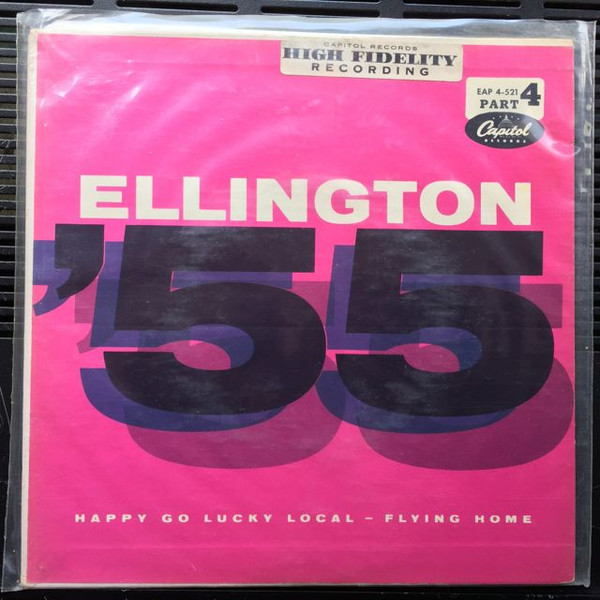 CAPITOL RECORDS
HIGH FIDELITY
RECORDING
EAP 4-521
PART 4
Capitol
RECORDS
ELLINGTON
'55
HAPPY GO LUCKY LOCAL – FLYING HOME